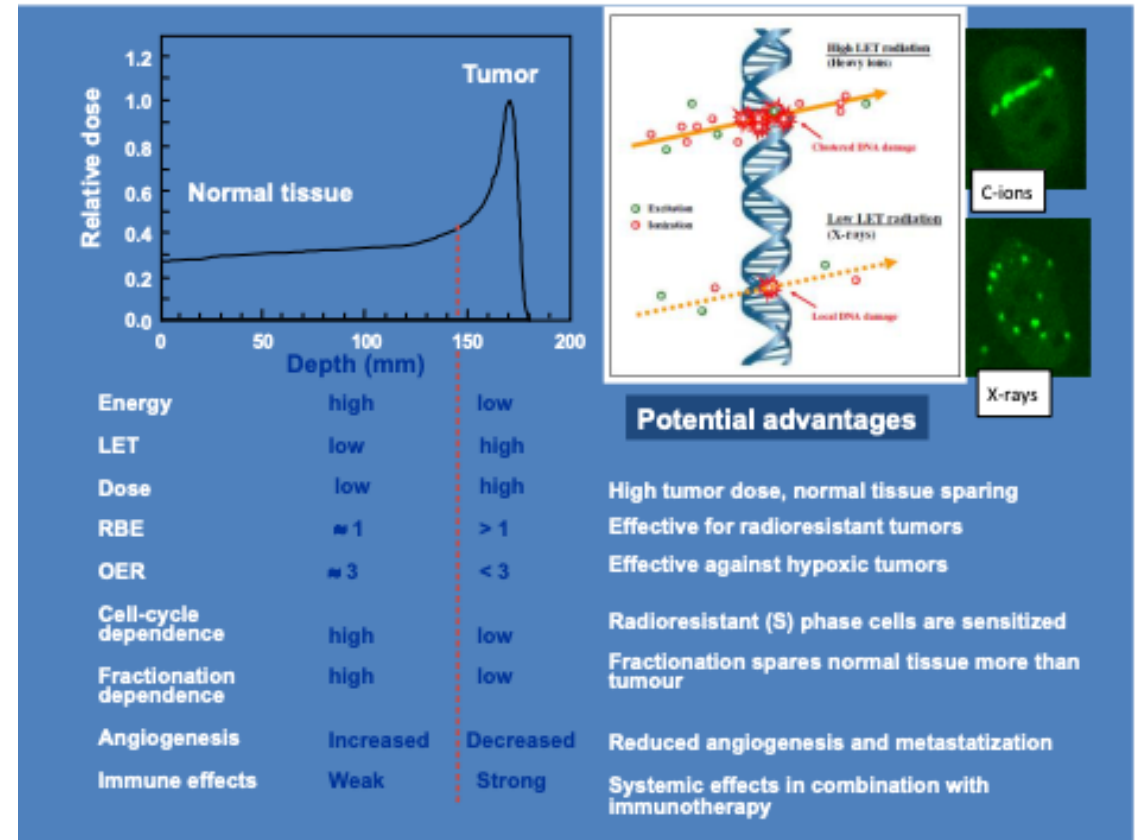 1.2
1.0
0.8
0.6
0.4
0.2
0.0
Relative dose
Normal tissue
Tumor
0
50
100
150
200
Depth (mm)
High LET radiation
(Heavy ions)
Clustered DNA damage
Excitation
Ionization
Low LET radiation
(X-rays)
Local DNA damage
C-ions
X-rays
Potential advantages
Energy high low
LET low high
Dose low high
High tumor dose, normal tissue sparing
RBE ≈ 1 > 1
Effective for radioresistant tumors
OER ≈ 3 < 3
Effective against hypoxic tumors
Cell-cycle
dependence high low
Radioresistant (S) phase cells are sensitized
Fractionation
dependence high low
Fractionation spares normal tissue more than
tumour
Angiogenesis Increased Decreased
Reduced angiogenesis and metastatization
Immune effects Weak Strong
Systemic effects in combination with
immunotherapy